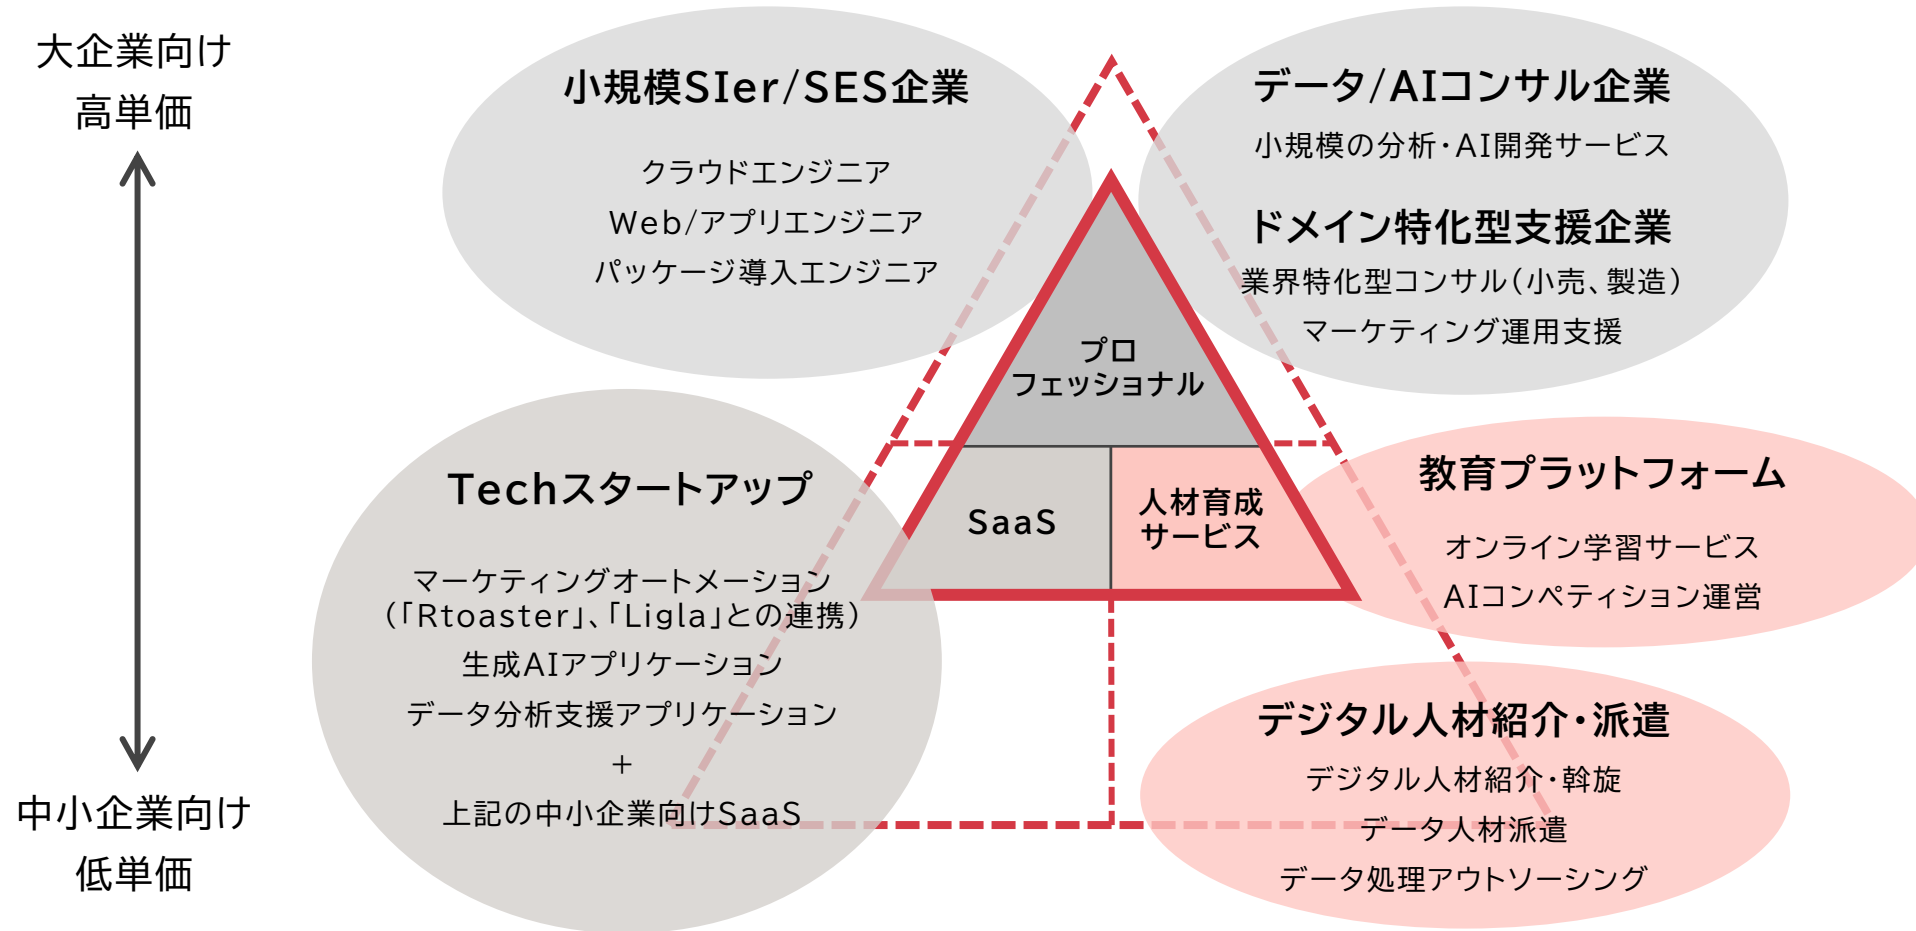 大企業向け
高単価
中小企業向け
低単価
小規模SIer/SES企業
クラウドエンジニア
Web/アプリエンジニア
パッケージ導入エンジニア
データ/AIコンサル企業
小規模の分析・AI開発サービス
ドメイン特化型支援企業
業界特化型コンサル(小売、製造)
マーケティング運用支援
プロ
フェッショナル
SaaS
人材育成
サービス
Techスタートアップ
マーケティングオートメーション
(「Rtoaster」、「Ligla」との連携)
生成AIアプリケーション
データ分析支援アプリケーション
+
上記の中小企業向けSaaS
教育プラットフォーム
オンライン学習サービス
AIコンペティション運営
デジタル人材紹介・派遣
デジタル人材紹介・斡旋
データ人材派遣
データ処理アウトソーシング